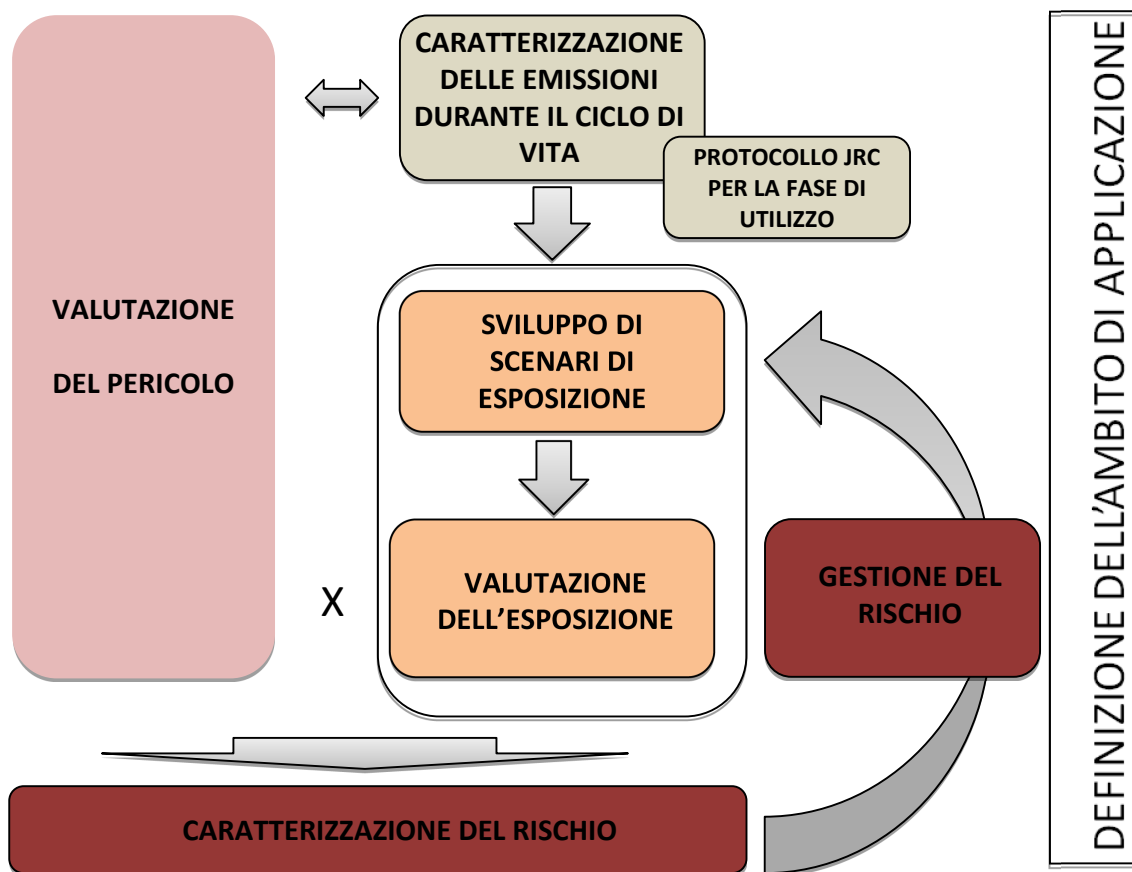 CARATTERIZZAZIONE
DELLE EMISSIONI
DURANTE IL CICLO DI
VITA
PROTOCOLLO JRC
PER LA FASE DI
UTILIZZO
VALUTAZIONE
DEL PERICOLO
SVILUPPO DI
SCENARI DI
ESPOSIZIONE
X
VALUTAZIONE
DELL’ESPOSIZIONE
GESTIONE DEL
RISCHIO
CARATTERIZZAZIONE DEL RISCHIO
DEFINIZIONE DELL’AMBITO DI APPLICAZIONE